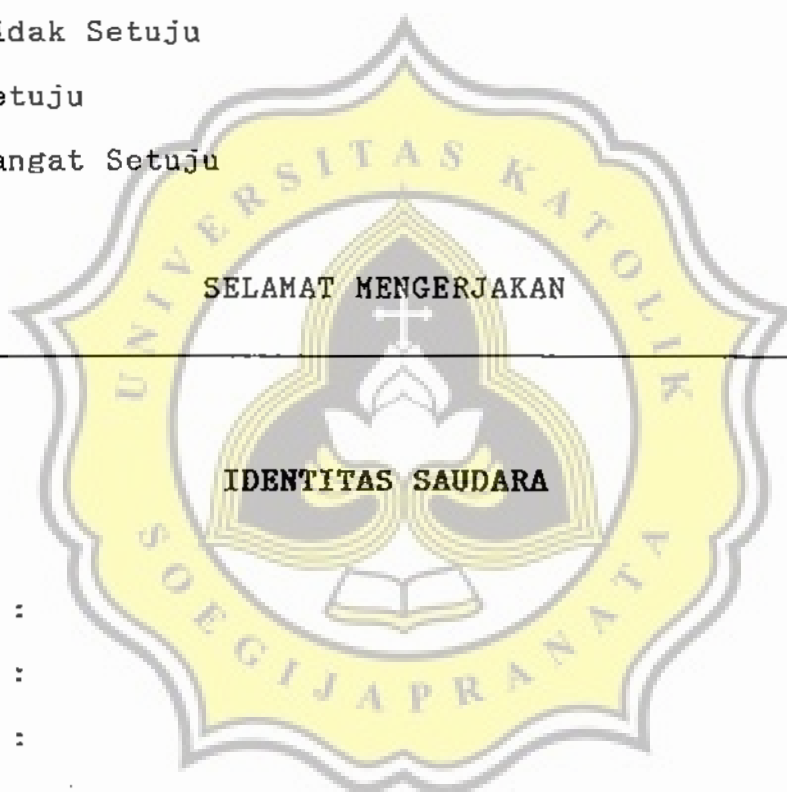 idak Setuju
etuju
angat Setuju
SELAMAT MENGERJAKAN
IDENTITAS SAUDARA
:
:
:
UNIVERSITAS KATOLIK
SOEGIJAPRANATA